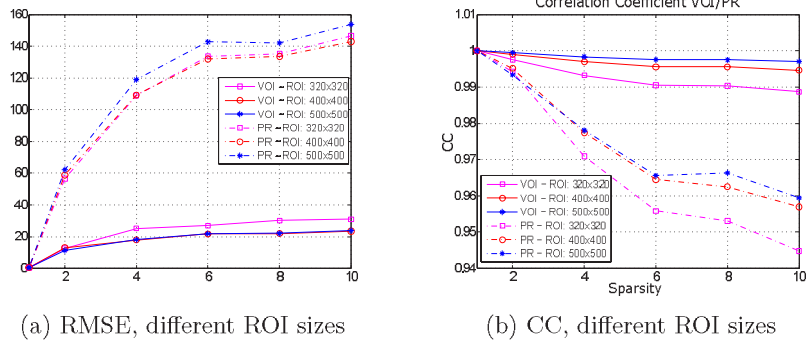 160
140
120
100
80
60
40
20
0
2
4
6
8
10
VOI – ROI: 320x320
VOI – ROI: 400x400
VOI – ROI: 500x500
PR – ROI: 320x320
PR – ROI: 400x400
PR – ROI: 500x500
(a) RMSE, different ROI sizes
Correlation Coefficient VOI/PR
1.01
1
0.99
0.98
0.97
0.96
0.95
0.94
CC
2
4
6
8
10
Sparsity
VOI – ROI: 320x320
VOI – ROI: 400x400
VOI – ROI: 500x500
PR – ROI: 320x320
PR – ROI: 400x400
PR – ROI: 500x500
(b) CC, different ROI sizes